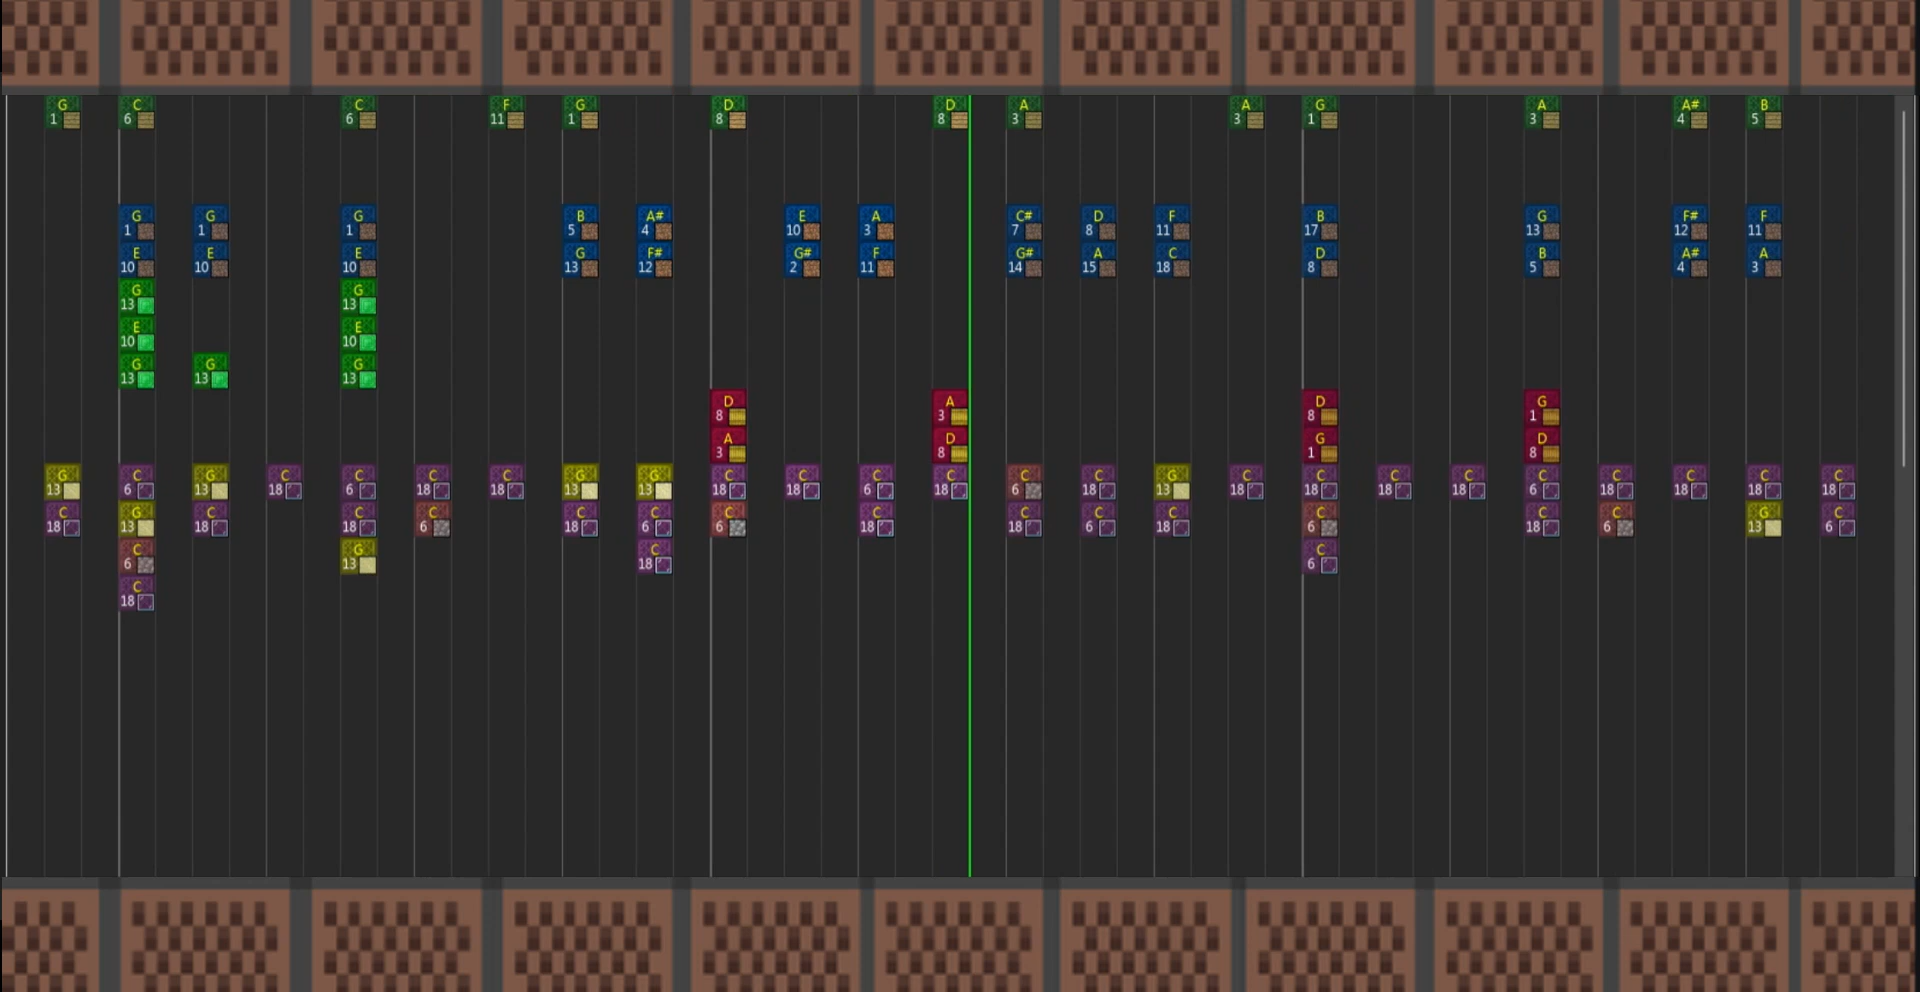 G C C F G D D A A G A A# B
1 6 6 11 1 8 8 3 3 1 3 4 5
G G G B A# E A C# D F B G F# F
1 1 1 5 4 10 3 7 8 11 17 13 12 11
E E E G F# G# F G# A C D B A# A
10 10 10 13 12 2 11 14 15 18 8 5 4 3
G G
13 13
E E
10 10
G G G
13 13 13
D A D G
8 3 8 1
A D G D
3 8 1 8
G C G C C C C G G C C C C C C G C C C C C C C C C
13 6 13 18 6 18 18 13 13 18 18 6 18 6 18 13 18 18 18 18 6 18 18 18 18
C G C C C C C C C C C C C C C G C
18 13 18 18 6 18 6 6 18 18 6 18 6 18 6 13 6
C G C C
6 13 18 6
C
18